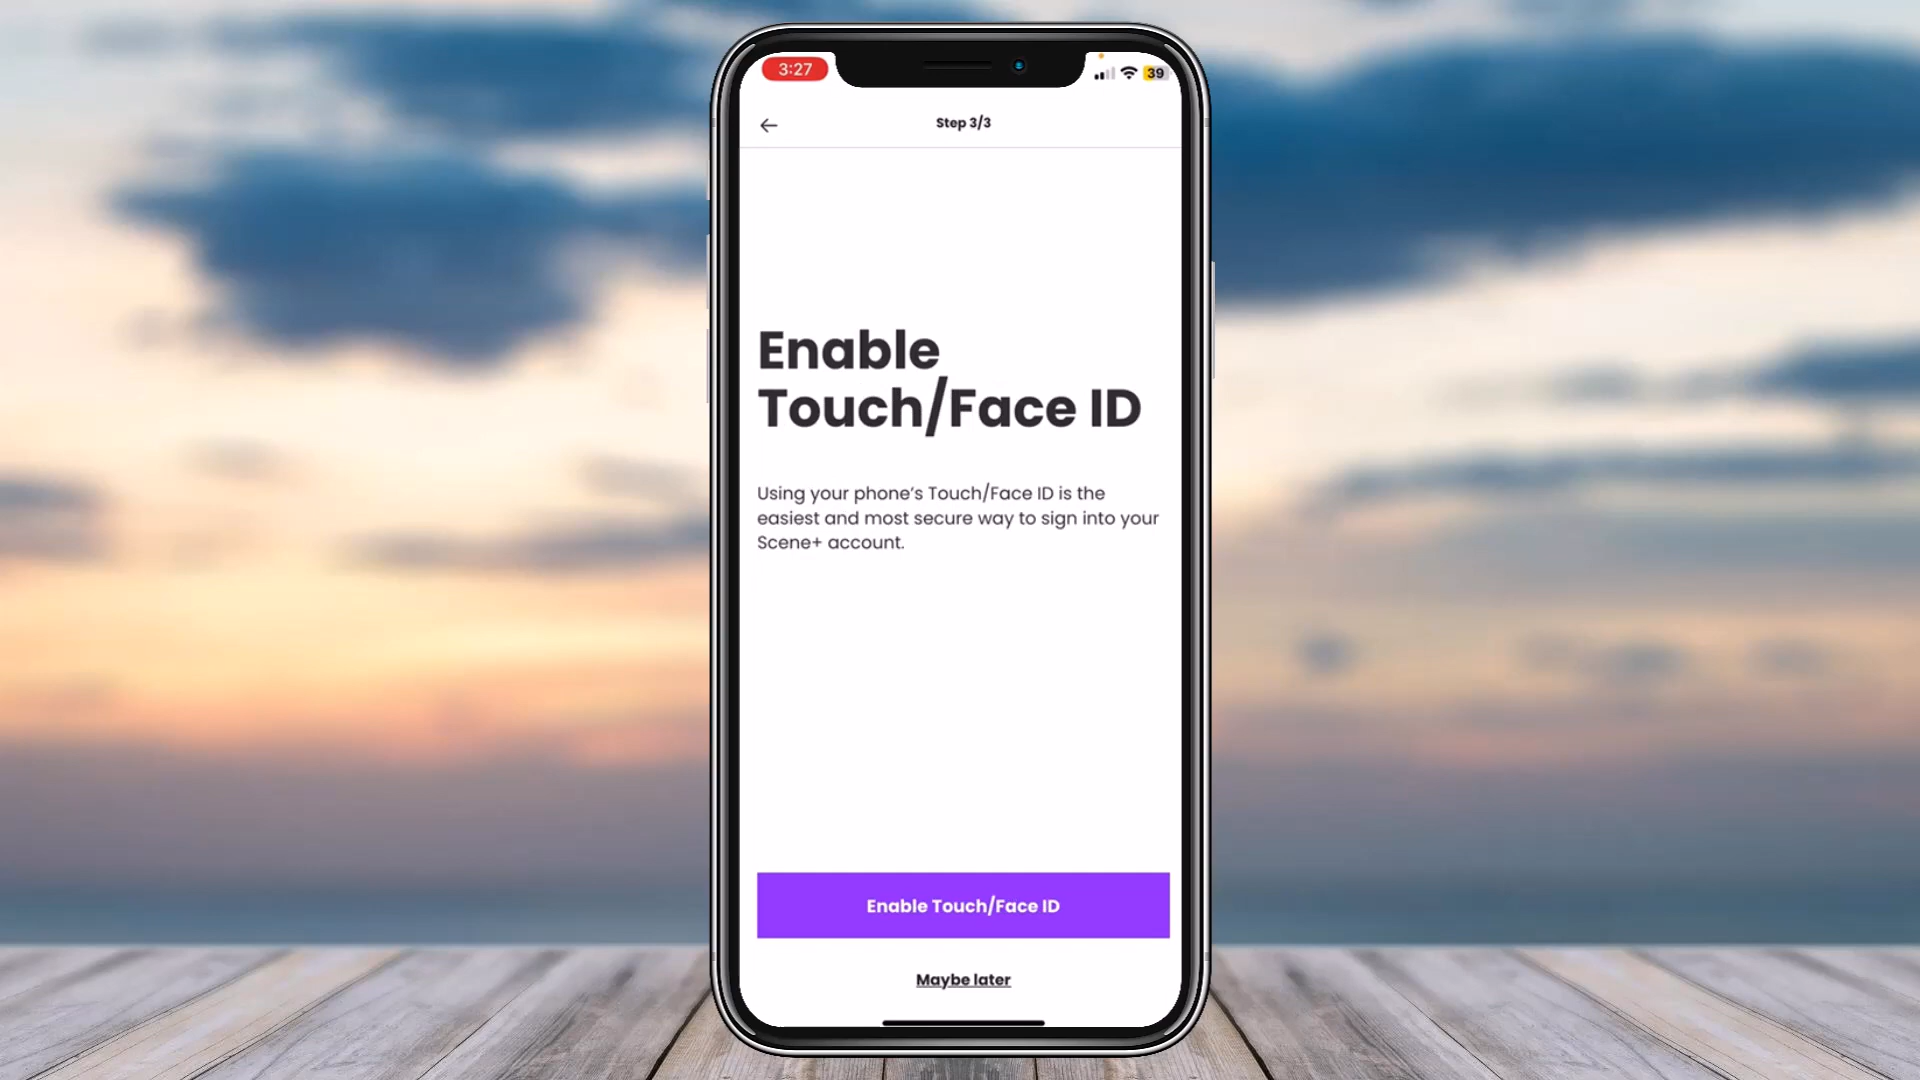 3:27
39
Step 3/3
Enable
Touch/Face ID
Using your phone’s Touch/Face ID is the
easiest and most secure way to sign into your
Scene+ account.
Enable Touch/Face ID
Maybe later